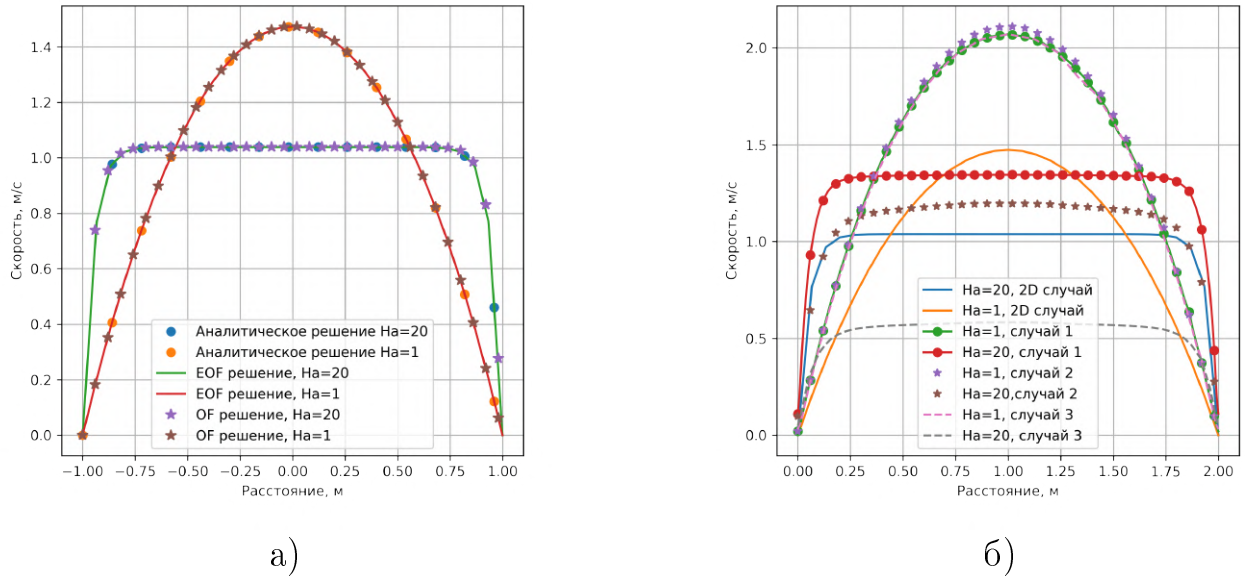 Скорость, м/с
1.4
1.2
1.0
0.8
0.6
0.4
0.2
0.0
Аналитическое решение Ha=20
Аналитическое решение Ha=1
EOF решение, Ha=20
EOF решение, Ha=1
OF решение, Ha=20
OF решение, Ha=1
−1.00 −0.75 −0.50 −0.25 0.00 0.25 0.50 0.75 1.00
Расстояние, м
а)
Скорость, м/с
2.0
1.5
1.0
0.5
0.0
Ha=20, 2D случай
Ha=1, 2D случай
Ha=1, случай 1
Ha=20, случай 1
Ha=1, случай 2
Ha=20,случай 2
Ha=1, случай 3
Ha=20, случай 3
0.00 0.25 0.50 0.75 1.00 1.25 1.50 1.75 2.00
Расстояние, м
б)